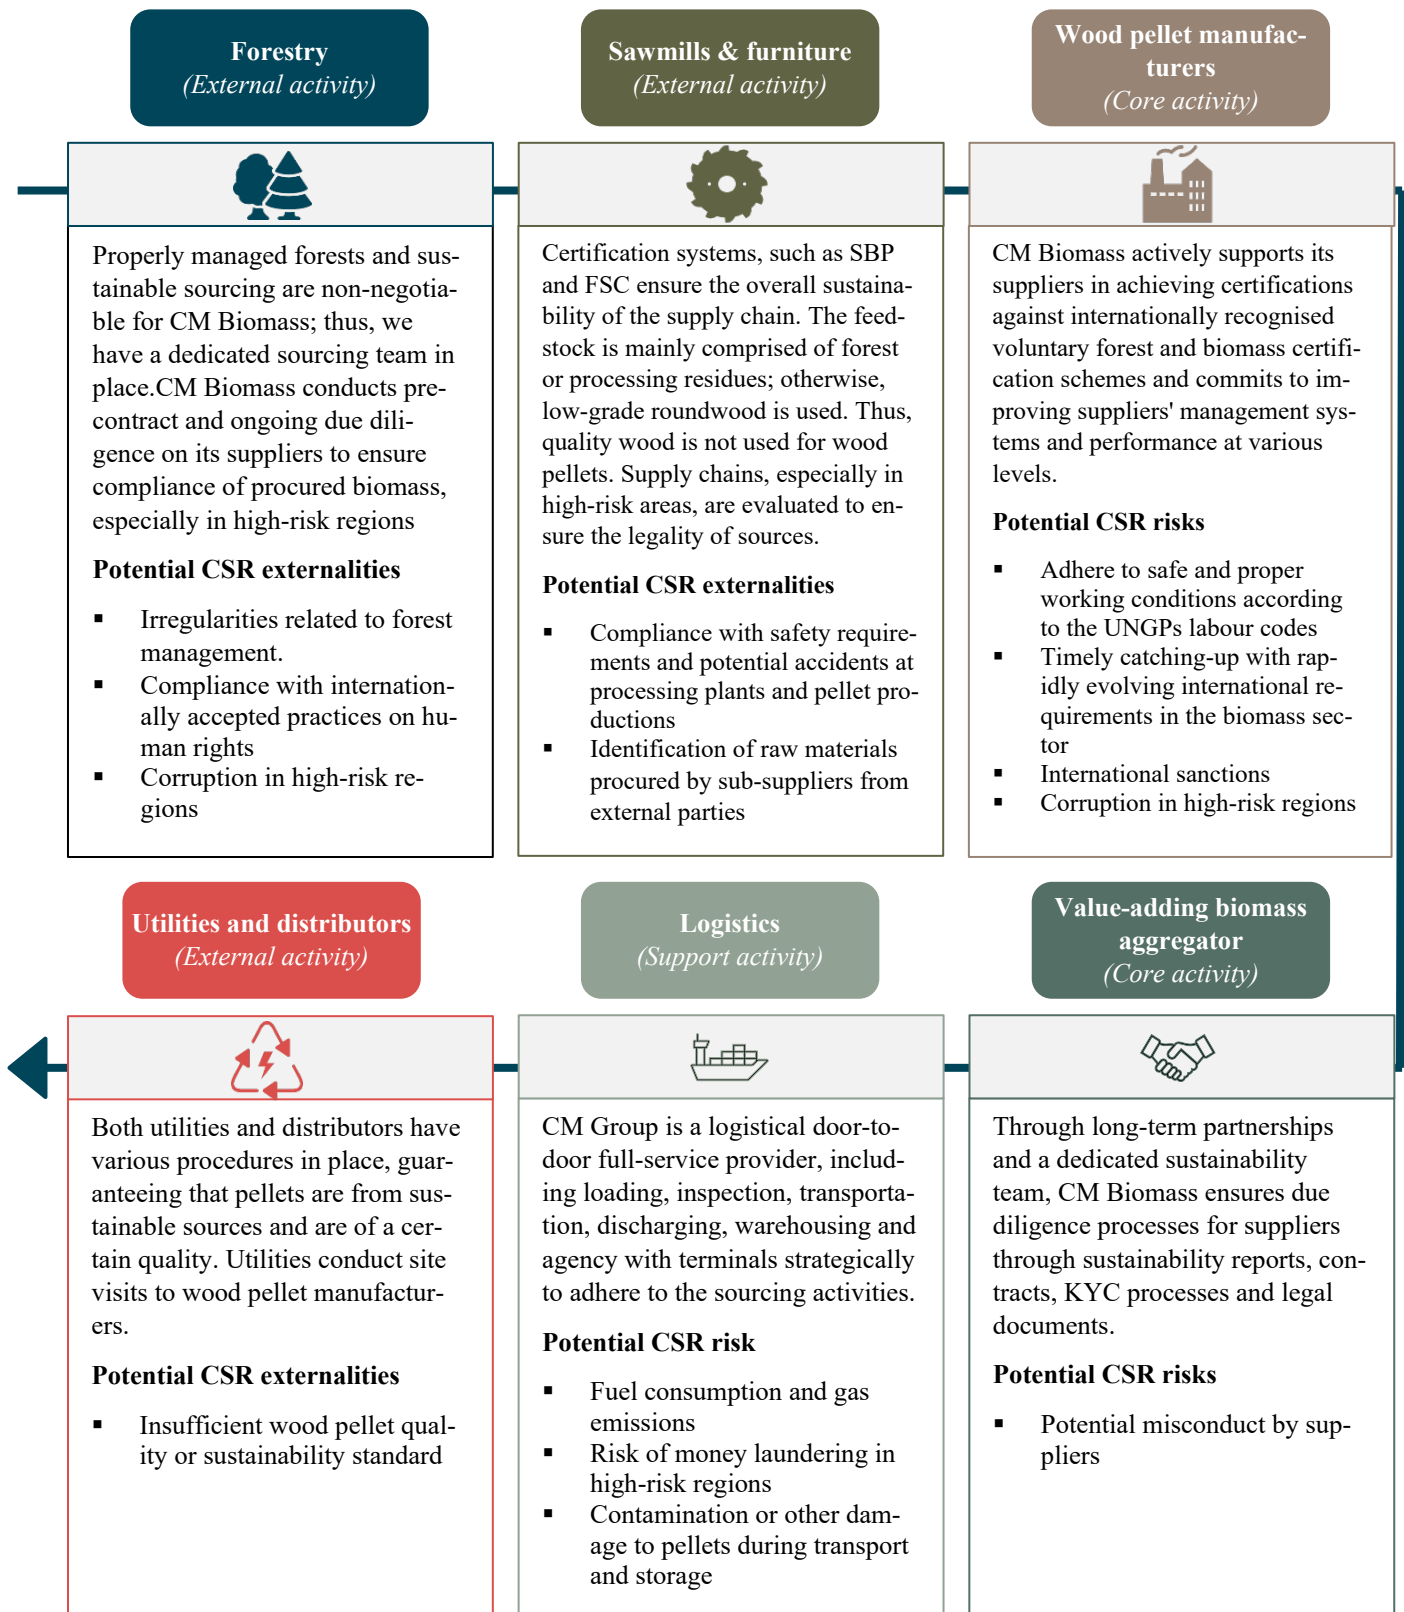 Forestry
(External activity)
Properly managed forests and sus-
tainable sourcing are non-negotia-
ble for CM Biomass; thus, we
have a dedicated sourcing team in
place.CM Biomass conducts pre-
contract and ongoing due dili-
gence on its suppliers to ensure
compliance of procured biomass,
especially in high-risk regions
Potential CSR externalities
▪ Irregularities related to forest
management.
▪ Compliance with internation-
ally accepted practices on hu-
man rights
▪ Corruption in high-risk re-
gions
Sawmills & furniture
(External activity)
Certification systems, such as SBP
and FSC ensure the overall sustaina-
bility of the supply chain. The feed-
stock is mainly comprised of forest
or processing residues; otherwise,
low-grade roundwood is used. Thus,
quality wood is not used for wood
pellets. Supply chains, especially in
high-risk areas, are evaluated to en-
sure the legality of sources.
Potential CSR externalities
▪ Compliance with safety require-
ments and potential accidents at
processing plants and pellet pro-
ductions
▪ Identification of raw materials
procured by sub-suppliers from
external parties
Wood pellet manufac-
turers
(Core activity)
CM Biomass actively supports its
suppliers in achieving certifications
against internationally recognised
voluntary forest and biomass certifi-
cation schemes and commits to im-
proving suppliers' management sys-
tems and performance at various
levels.
Potential CSR risks
▪ Adhere to safe and proper
working conditions according
to the UNGPs labour codes
▪ Timely catching-up with rap-
idly evolving international re-
quirements in the biomass sec-
tor
▪ International sanctions
▪ Corruption in high-risk regions
Utilities and distributors
(External activity)
Both utilities and distributors have
various procedures in place, guar-
anteeing that pellets are from sus-
tainable sources and are of a cer-
tain quality. Utilities conduct site
visits to wood pellet manufactur-
ers.
Potential CSR externalities
▪ Insufficient wood pellet qual-
ity or sustainability standard
Logistics
(Support activity)
CM Group is a logistical door-to-
door full-service provider, includ-
ing loading, inspection, transporta-
tion, discharging, warehousing and
agency with terminals strategically
to adhere to the sourcing activities.
Potential CSR risk
▪ Fuel consumption and gas
emissions
▪ Risk of money laundering in
high-risk regions
▪ Contamination or other dam-
age to pellets during transport
and storage
Value-adding biomass
aggregator
(Core activity)
Through long-term partnerships
and a dedicated sustainability
team, CM Biomass ensures due
diligence processes for suppliers
through sustainability reports, con-
tracts, KYC processes and legal
documents.
Potential CSR risks
▪ Potential misconduct by sup-
pliers